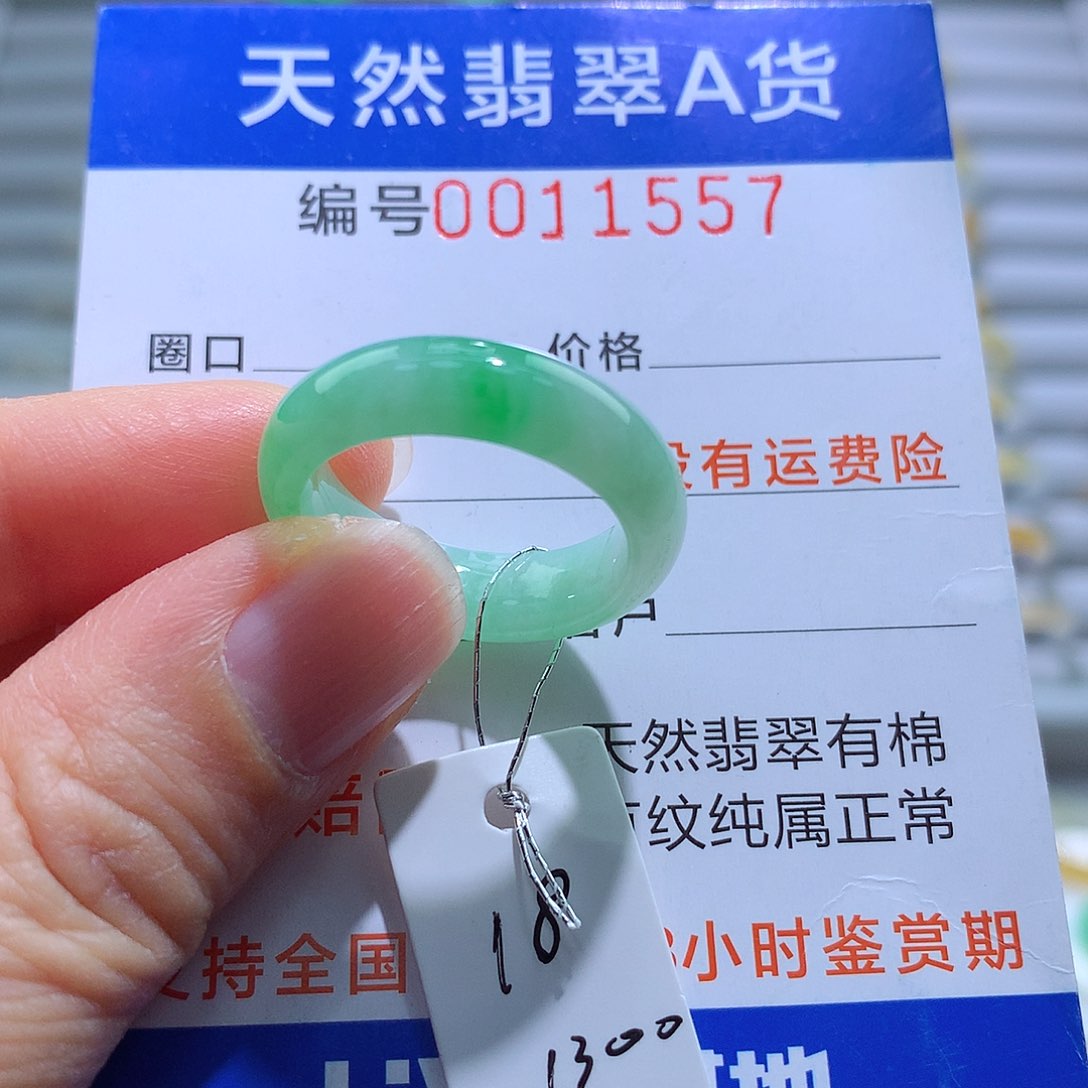 天然翡翠A货
编号0011557
圈口 价格
有运费险
户
天然翡翠有棉
纹纯属正常
赔
持全国 小时鉴赏期
18
1300